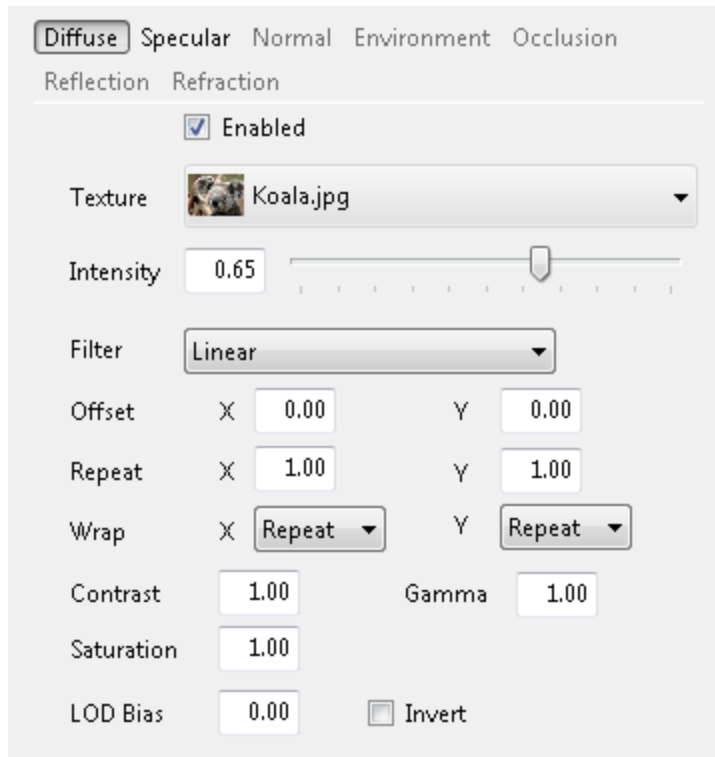 Diffuse Specular Normal Environment Occlusion
Reflection Refraction
Enabled
Texture Koala.jpg
Intensity 0.65
Filter Linear
Offset X 0.00 Y 0.00
Repeat X 1.00 Y 1.00
Wrap X Repeat Y Repeat
Contrast 1.00 Gamma 1.00
Saturation 1.00
LOD Bias 0.00 Invert